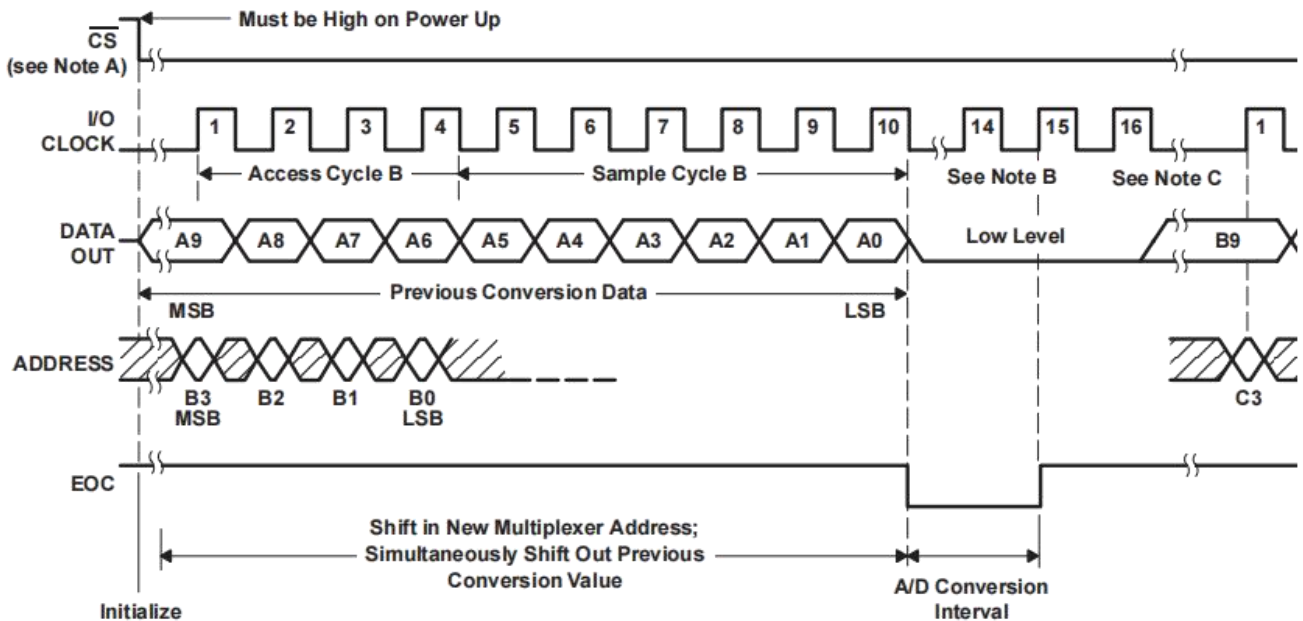 Must be High on Power Up
CS
(see Note A)
I/O
CLOCK
1 2 3 4 5 6 7 8 9 10 14 15 16 1
Access Cycle B Sample Cycle B See Note B See Note C
DATA
OUT
A9 A8 A7 A6 A5 A4 A3 A2 A1 A0 Low Level B9
Previous Conversion Data
MSB LSB
ADDRESS
B3 B2 B1 B0 C3
MSB LSB
EOC
Shift in New Multiplexer Address;
Simultaneously Shift Out Previous
Conversion Value
A/D Conversion
Interval
Initialize